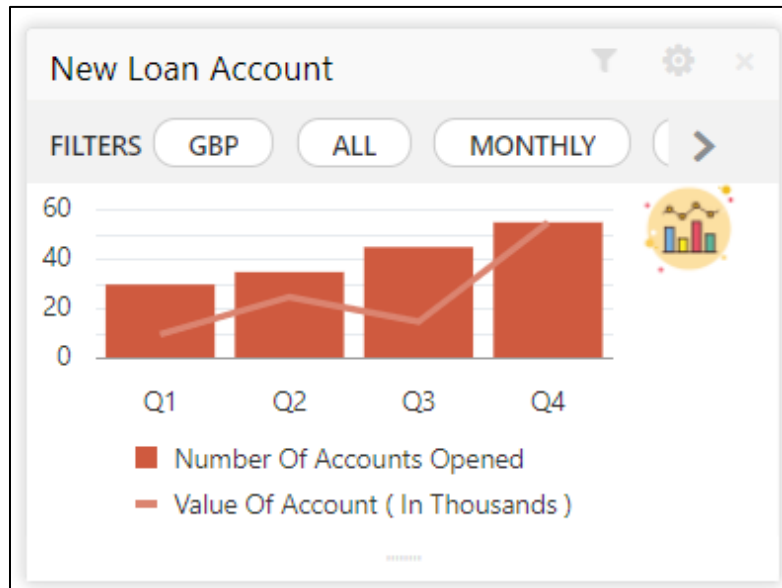 New Loan Account
FILTERS GBP ALL MONTHLY
60
40
20
0
Q1 Q2 Q3 Q4
Number Of Accounts Opened
Value Of Account ( In Thousands )